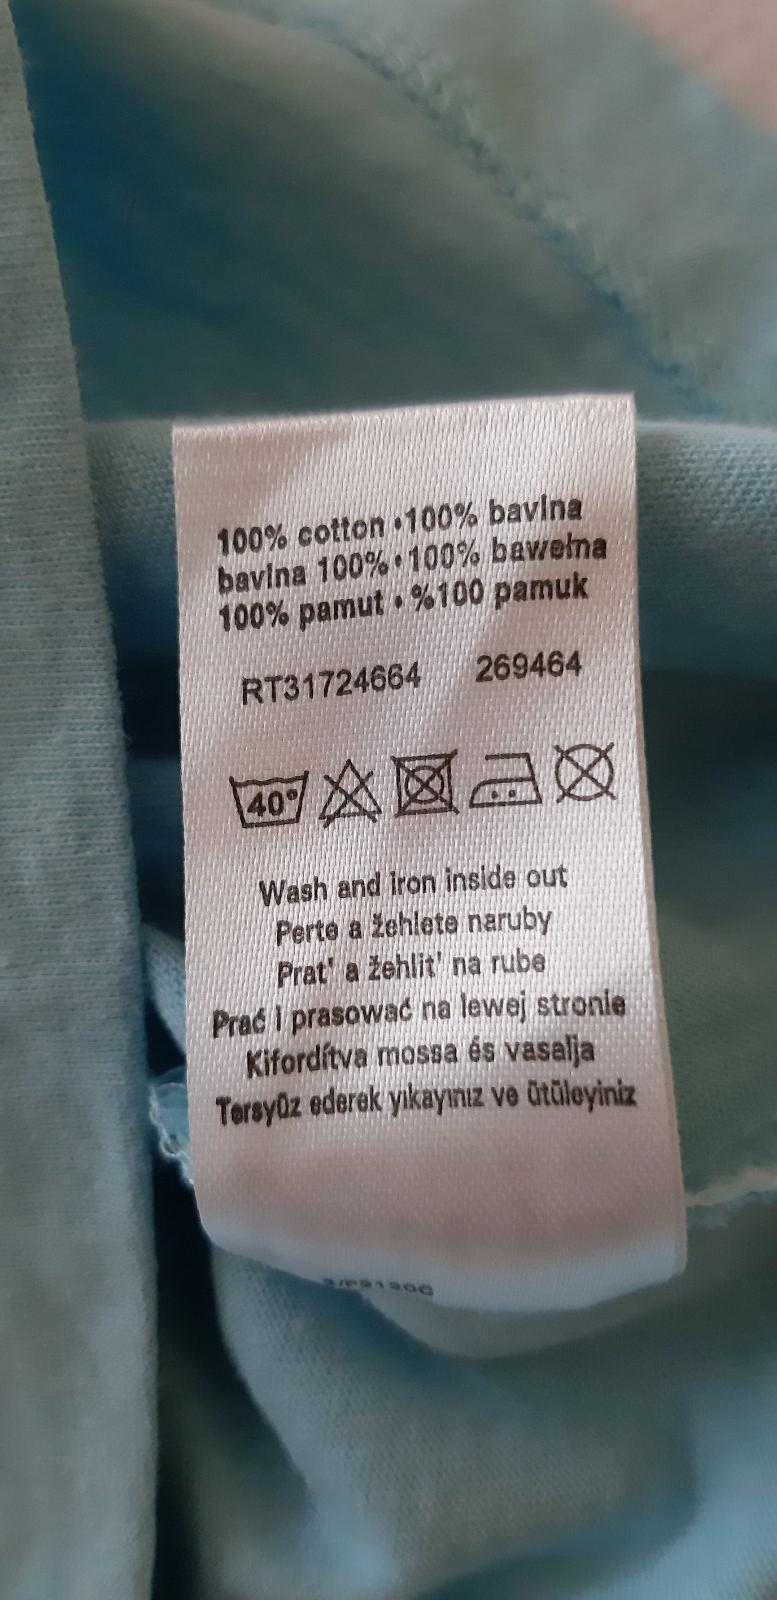 100% cotton • 100% bavlna
bavlna 100% • 100% bawełna
100% pamut • %100 pamuk
RT31724664 269464
40°
Wash and iron inside out
Perte a žehlete naruby
Prat' a žehlit' na rube
Prać i prasować na lewej stronie
Kifordítva mossa és vasalja
Tersyüz ederek yıkayınız ve ütüleyiniz